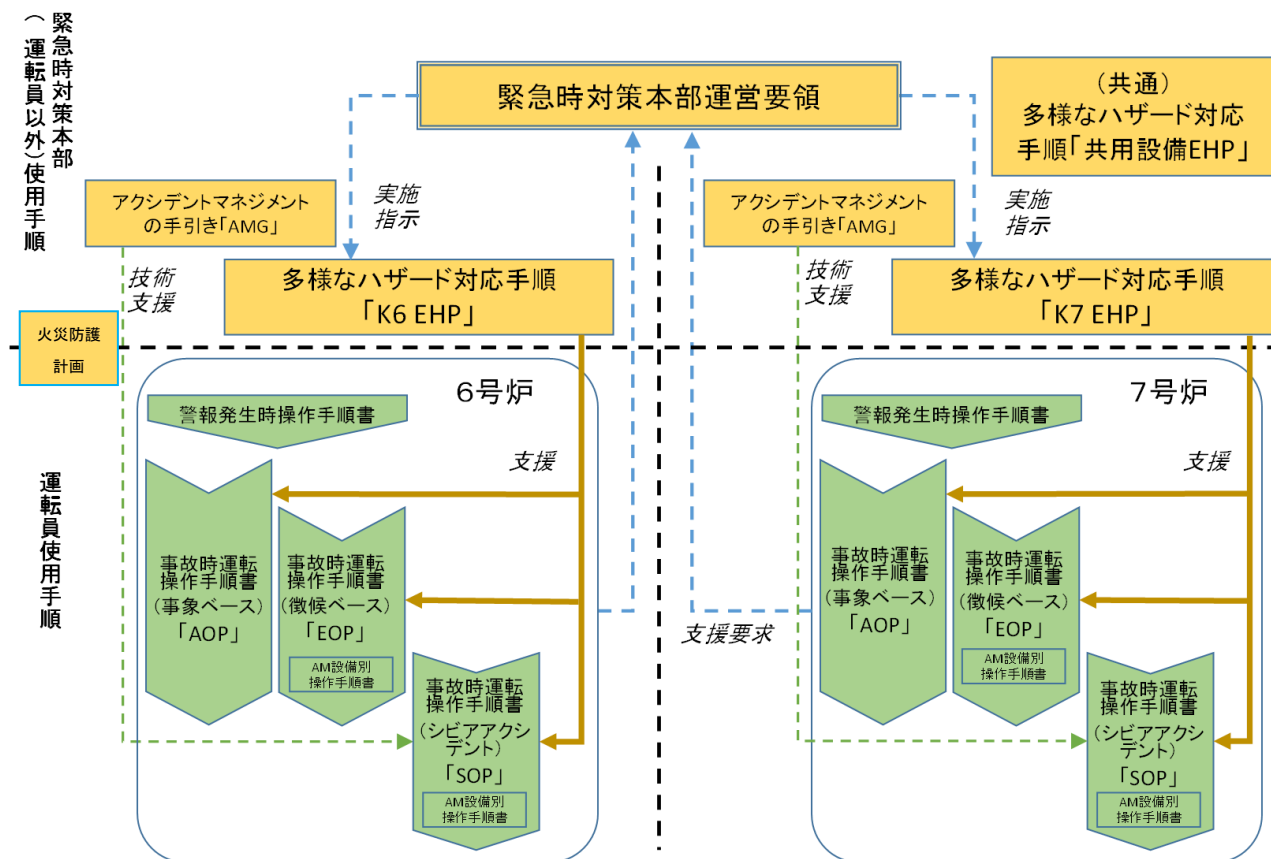 緊急時対策本部
(運転員以外)使用手順
緊急時対策本部運営要領
(共通)
多様なハザード対応
手順「共用設備EHP」
アクシデントマネジメント
の手引き「AMG」
実施
指示
技術
支援
多様なハザード対応手順
「K6 EHP」
アクシデントマネジメント
の手引き「AMG」
実施
指示
技術
支援
多様なハザード対応手順
「K7 EHP」
火災防護
計画
運転員使用手順
6号炉
警報発生時操作手順書
支援
事故時運転
操作手順書
(事象ベース)
「AOP」
事故時運転
操作手順書
(徴候ベース)
「EOP」
AM設備別
操作手順書
事故時運転
操作手順書
(シビアアクシ
デント)
「SOP」
AM設備別
操作手順書
支援要求
7号炉
警報発生時操作手順書
支援
事故時運転
操作手順書
(事象ベース)
「AOP」
事故時運転
操作手順書
(徴候ベース)
「EOP」
AM設備別
操作手順書
事故時運転
操作手順書
(シビアアクシ
デント)
「SOP」
AM設備別
操作手順書